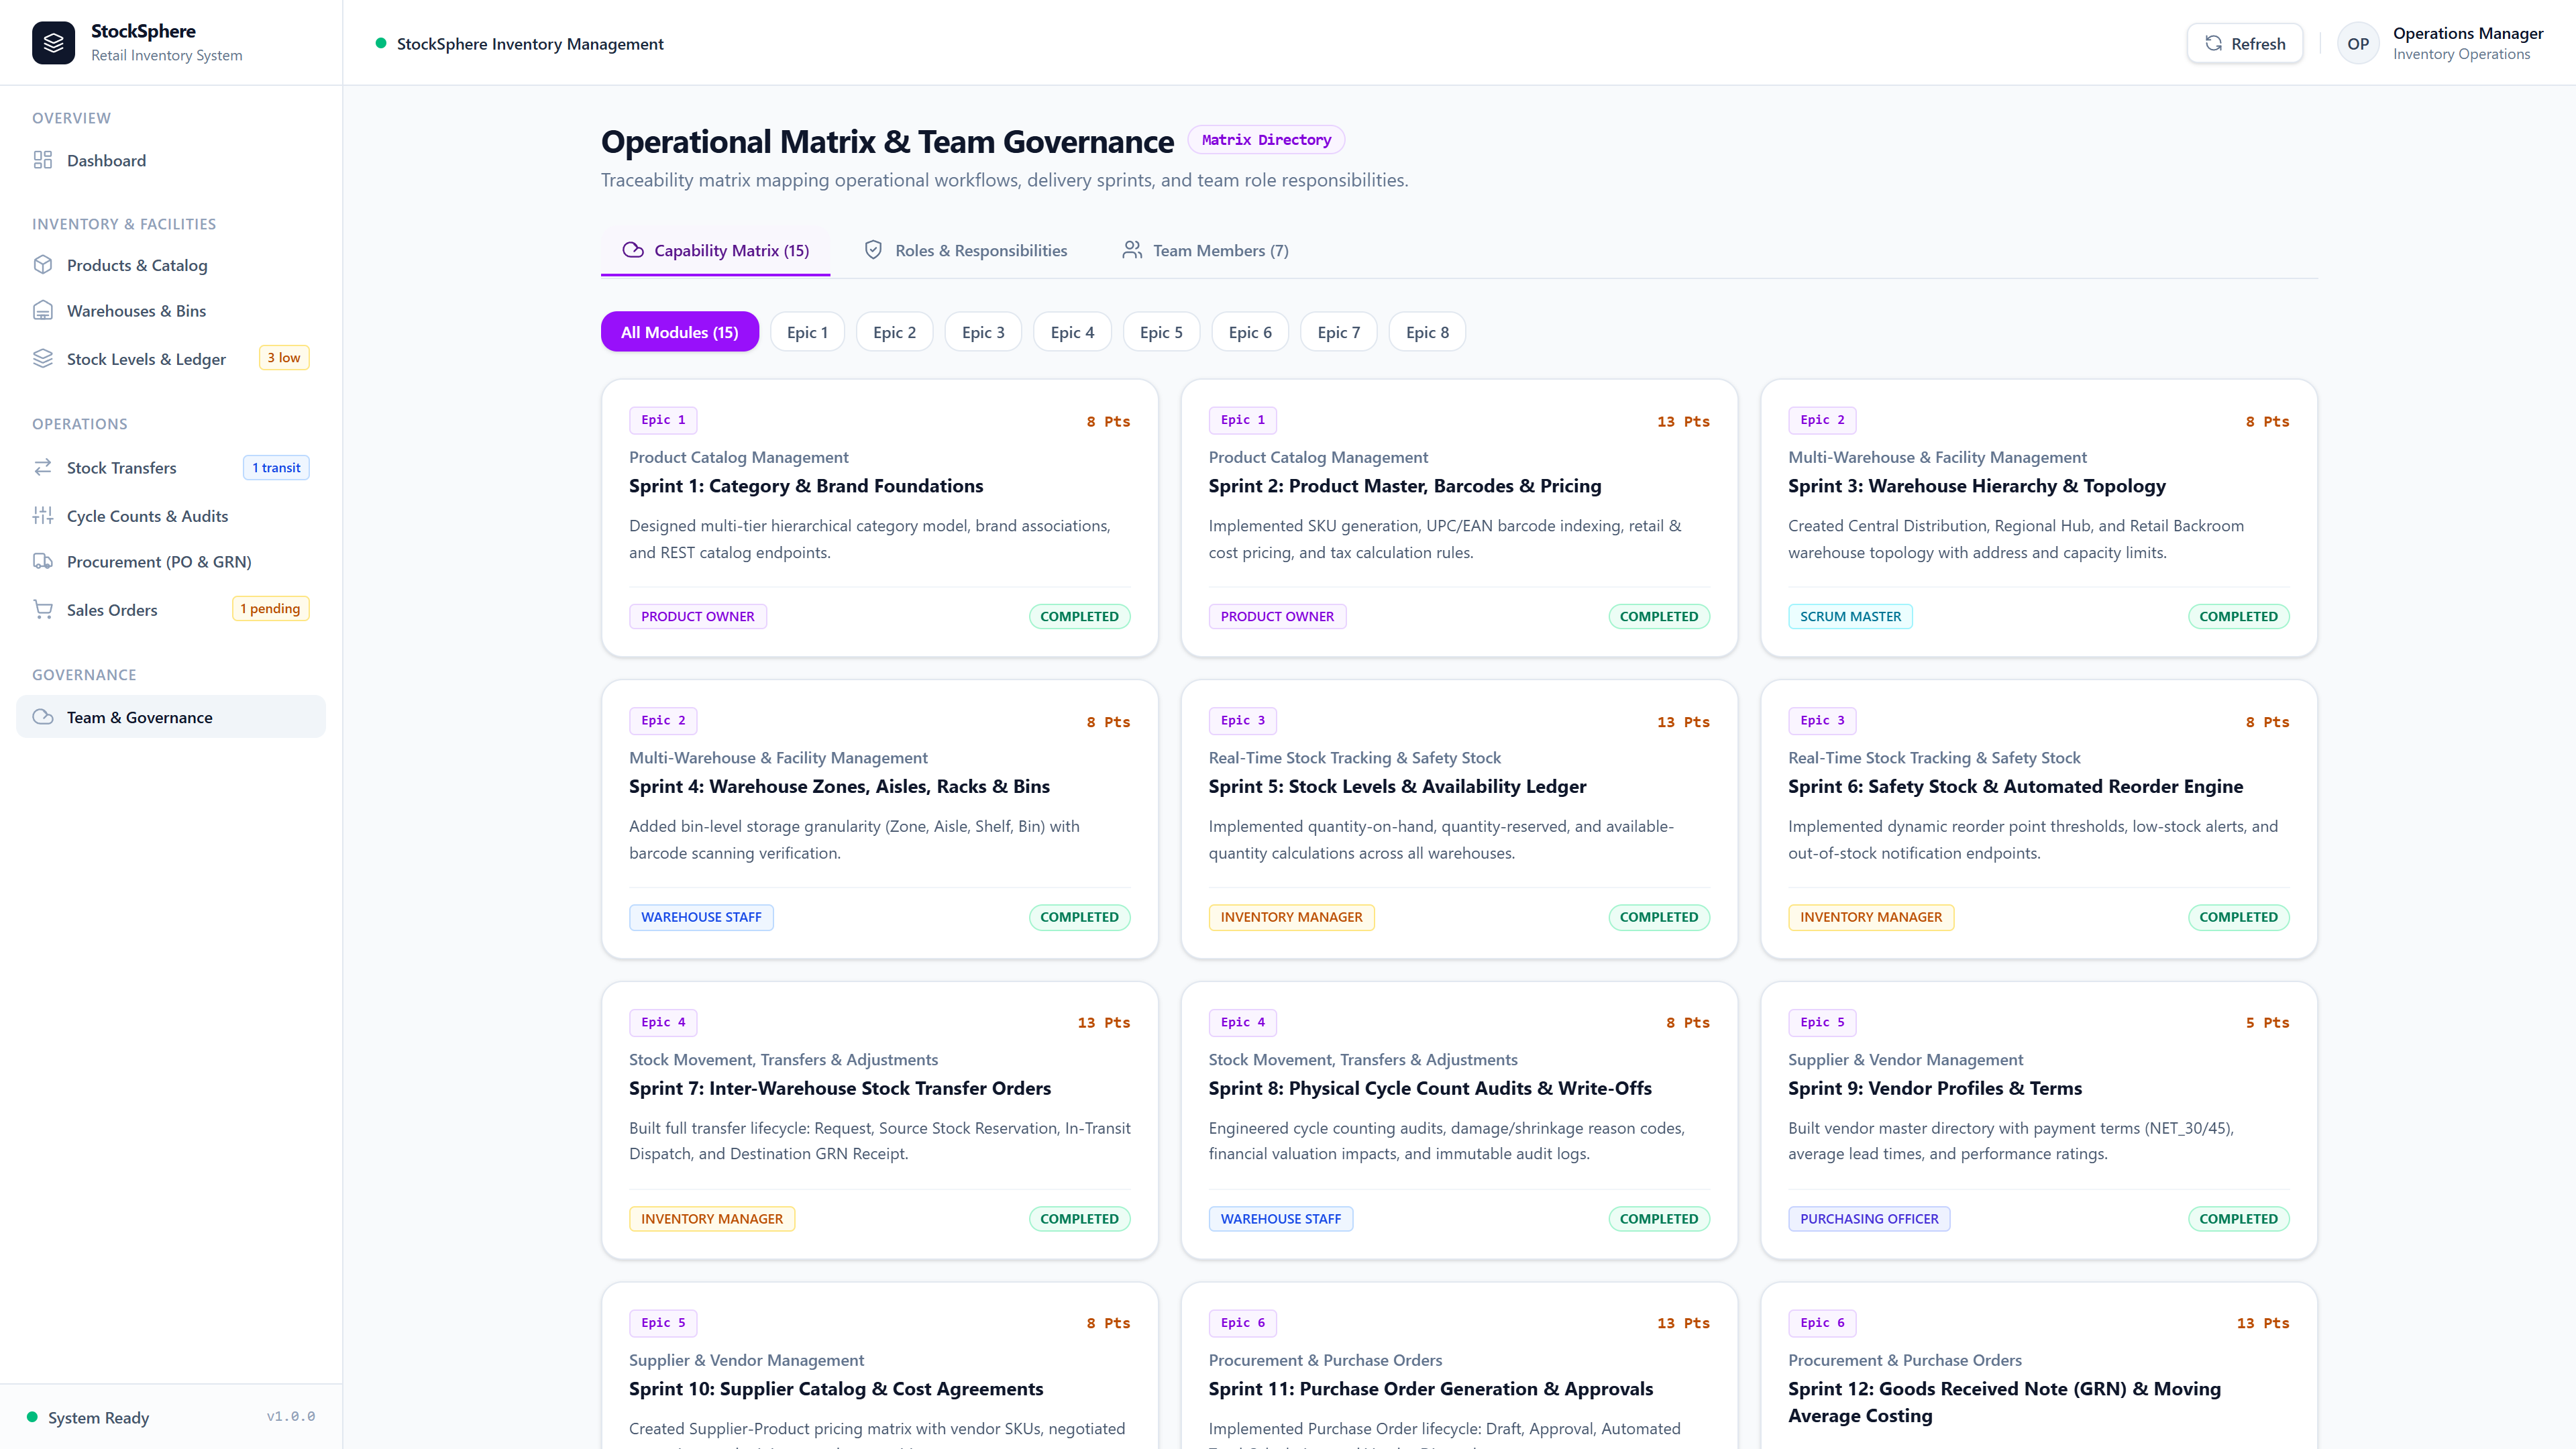 StockSphere
Retail Inventory System
StockSphere Inventory Management
Refresh
OP
Operations Manager
Inventory Operations
OVERVIEW
Dashboard
INVENTORY & FACILITIES
Products & Catalog
Warehouses & Bins
Stock Levels & Ledger
3 low
OPERATIONS
Stock Transfers
1 transit
Cycle Counts & Audits
Procurement (PO & GRN)
Sales Orders
1 pending
GOVERNANCE
Team & Governance
System Ready
v1.0.0
Operational Matrix & Team Governance
Matrix Directory
Traceability matrix mapping operational workflows, delivery sprints, and team role responsibilities.
Capability Matrix (15)
Roles & Responsibilities
Team Members (7)
All Modules (15)
Epic 1
Epic 2
Epic 3
Epic 4
Epic 5
Epic 6
Epic 7
Epic 8
Epic 1
8 Pts
Product Catalog Management
Sprint 1: Category & Brand Foundations
Designed multi-tier hierarchical category model, brand associations,
and REST catalog endpoints.
PRODUCT OWNER
COMPLETED
Epic 1
13 Pts
Product Catalog Management
Sprint 2: Product Master, Barcodes & Pricing
Implemented SKU generation, UPC/EAN barcode indexing, retail &
cost pricing, and tax calculation rules.
PRODUCT OWNER
COMPLETED
Epic 2
8 Pts
Multi-Warehouse & Facility Management
Sprint 3: Warehouse Hierarchy & Topology
Created Central Distribution, Regional Hub, and Retail Backroom
warehouse topology with address and capacity limits.
SCRUM MASTER
COMPLETED
Epic 2
8 Pts
Multi-Warehouse & Facility Management
Sprint 4: Warehouse Zones, Aisles, Racks & Bins
Added bin-level storage granularity (Zone, Aisle, Shelf, Bin) with
barcode scanning verification.
WAREHOUSE STAFF
COMPLETED
Epic 3
13 Pts
Real-Time Stock Tracking & Safety Stock
Sprint 5: Stock Levels & Availability Ledger
Implemented quantity-on-hand, quantity-reserved, and available-
quantity calculations across all warehouses.
INVENTORY MANAGER
COMPLETED
Epic 3
8 Pts
Real-Time Stock Tracking & Safety Stock
Sprint 6: Safety Stock & Automated Reorder Engine
Implemented dynamic reorder point thresholds, low-stock alerts, and
out-of-stock notification endpoints.
INVENTORY MANAGER
COMPLETED
Epic 4
13 Pts
Stock Movement, Transfers & Adjustments
Sprint 7: Inter-Warehouse Stock Transfer Orders
Built full transfer lifecycle: Request, Source Stock Reservation, In-Transit
Dispatch, and Destination GRN Receipt.
INVENTORY MANAGER
COMPLETED
Epic 4
8 Pts
Stock Movement, Transfers & Adjustments
Sprint 8: Physical Cycle Count Audits & Write-Offs
Engineered cycle counting audits, damage/shrinkage reason codes,
financial valuation impacts, and immutable audit logs.
WAREHOUSE STAFF
COMPLETED
Epic 5
5 Pts
Supplier & Vendor Management
Sprint 9: Vendor Profiles & Terms
Built vendor master directory with payment terms (NET_30/45),
average lead times, and performance ratings.
PURCHASING OFFICER
COMPLETED
Epic 5
8 Pts
Supplier & Vendor Management
Sprint 10: Supplier Catalog & Cost Agreements
Created Supplier-Product pricing matrix with vendor SKUs, negotiated
Epic 6
13 Pts
Procurement & Purchase Orders
Sprint 11: Purchase Order Generation & Approvals
Implemented Purchase Order lifecycle: Draft, Approval, Automated
Epic 6
13 Pts
Procurement & Purchase Orders
Sprint 12: Goods Received Note (GRN) & Moving
Average Costing